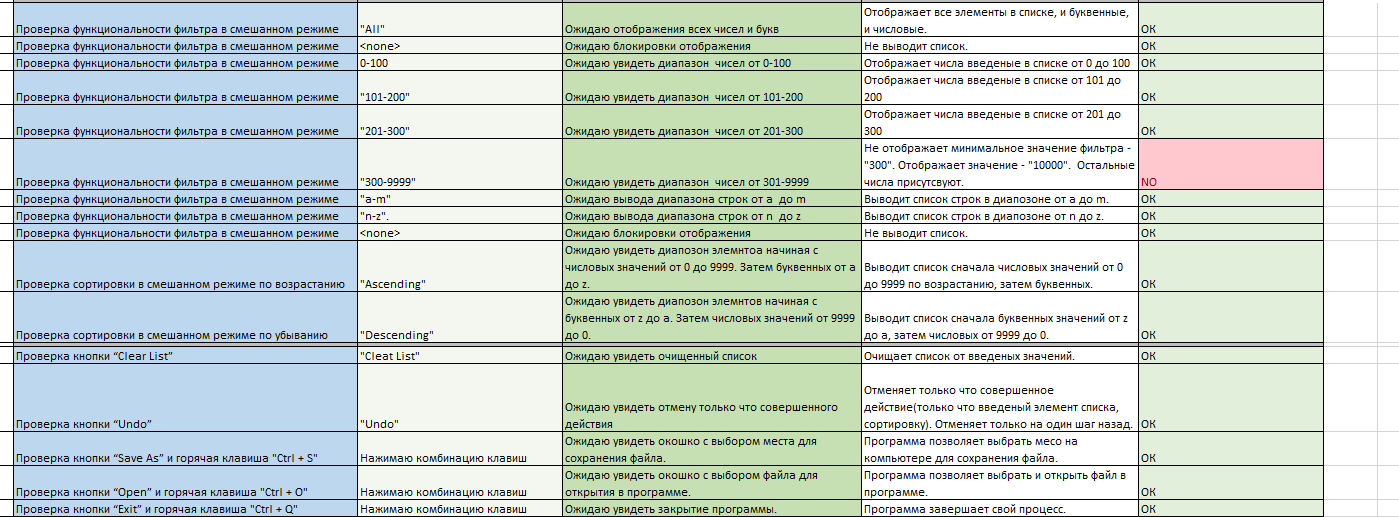 Проверка функциональности фильтра в смешанном режиме
"All"
Ожидаю отображения всех чисел и букв
Отображает все элементы в списке, и буквенные,
и числовые.
ОК
Проверка функциональности фильтра в смешанном режиме
<none>
Ожидаю блокировки отображения
Не выводит список.
ОК
Проверка функциональности фильтра в смешанном режиме
0-100
Ожидаю увидеть диапазон чисел от 0-100
Отображает числа введеные в списке от 0 до 100
ОК
Проверка функциональности фильтра в смешанном режиме
"101-200"
Ожидаю увидеть диапазон чисел от 101-200
Отображает числа введеные в списке от 101 до
200
ОК
Проверка функциональности фильтра в смешанном режиме
"201-300"
Ожидаю увидеть диапазон чисел от 201-300
Отображает числа введеные в списке от 201 до
300
ОК
Проверка функциональности фильтра в смешанном режиме
"300-9999"
Ожидаю увидеть диапазон чисел от 301-9999
Не отображает минимальное значение фильтра -
"300". Отображает значение - "10000". Остальные
числа присутсвуют.
NO
Проверка функциональности фильтра в смешанном режиме
"a-m"
Ожидаю вывода диапазона строк от a до m
Выводит список строк в диапозоне от a до m.
ОК
Проверка функциональности фильтра в смешанном режиме
"n-z".
Ожидаю вывода диапазона строк от n до z
Выводит список строк в диапозоне от n до z.
ОК
Проверка функциональности фильтра в смешанном режиме
<none>
Ожидаю блокировки отображения
Не выводит список.
ОК
Проверка сортировки в смешанном режиме по возрастанию
"Ascending"
Ожидаю увидеть диапозон элемнтоа начиная с
числовых значений от 0 до 9999. Затем буквенных от a
до z.
Выводит список сначала числовых значений от 0
до 9999 по возрастанию, затем буквенных.
ОК
Проверка сортировки в смешанном режиме по убыванию
"Descending"
Ожидаю увидеть диапозон элемнтов начиная с
буквенных от z до a. Затем числовых значений от 9999
до 0.
Выводит список сначала буквенных значений от z
до a, затем числовых от 9999 до 0.
ОК
Проверка кнопки “Clear List”
"Cleat List"
Ожидаю увидеть очищенный список
Очищает список от введеных значений.
ОК
Проверка кнопки “Undo”
"Undo"
Ожидаю увидеть отмену только что совершенного
действия
Отменяет только что совершенное
действие(только что введеный элемент списка,
сортировку). Отменяет только на один шаг назад.
ОК
Проверка кнопки “Save As” и горячая клавиша "Ctrl + S"
Нажимаю комбинацию клавиш
Ожидаю увидеть окошко с выбором места для
сохранения файла.
Программа позволяет выбрать месо на
компьютере для сохранения файла.
ОК
Проверка кнопки “Open” и горячая клавиша "Ctrl + O"
Нажимаю комбинацию клавиш
Ожидаю увидеть окошко с выбором файла для
открытия в программе.
Программа позволяет выбрать и открыть файл в
программе.
ОК
Проверка кнопки “Exit” и горячая клавиша "Ctrl + Q"
Нажимаю комбинацию клавиш
Ожидаю увидеть закрытие программы.
Программа завершает свой процесс.
ОК